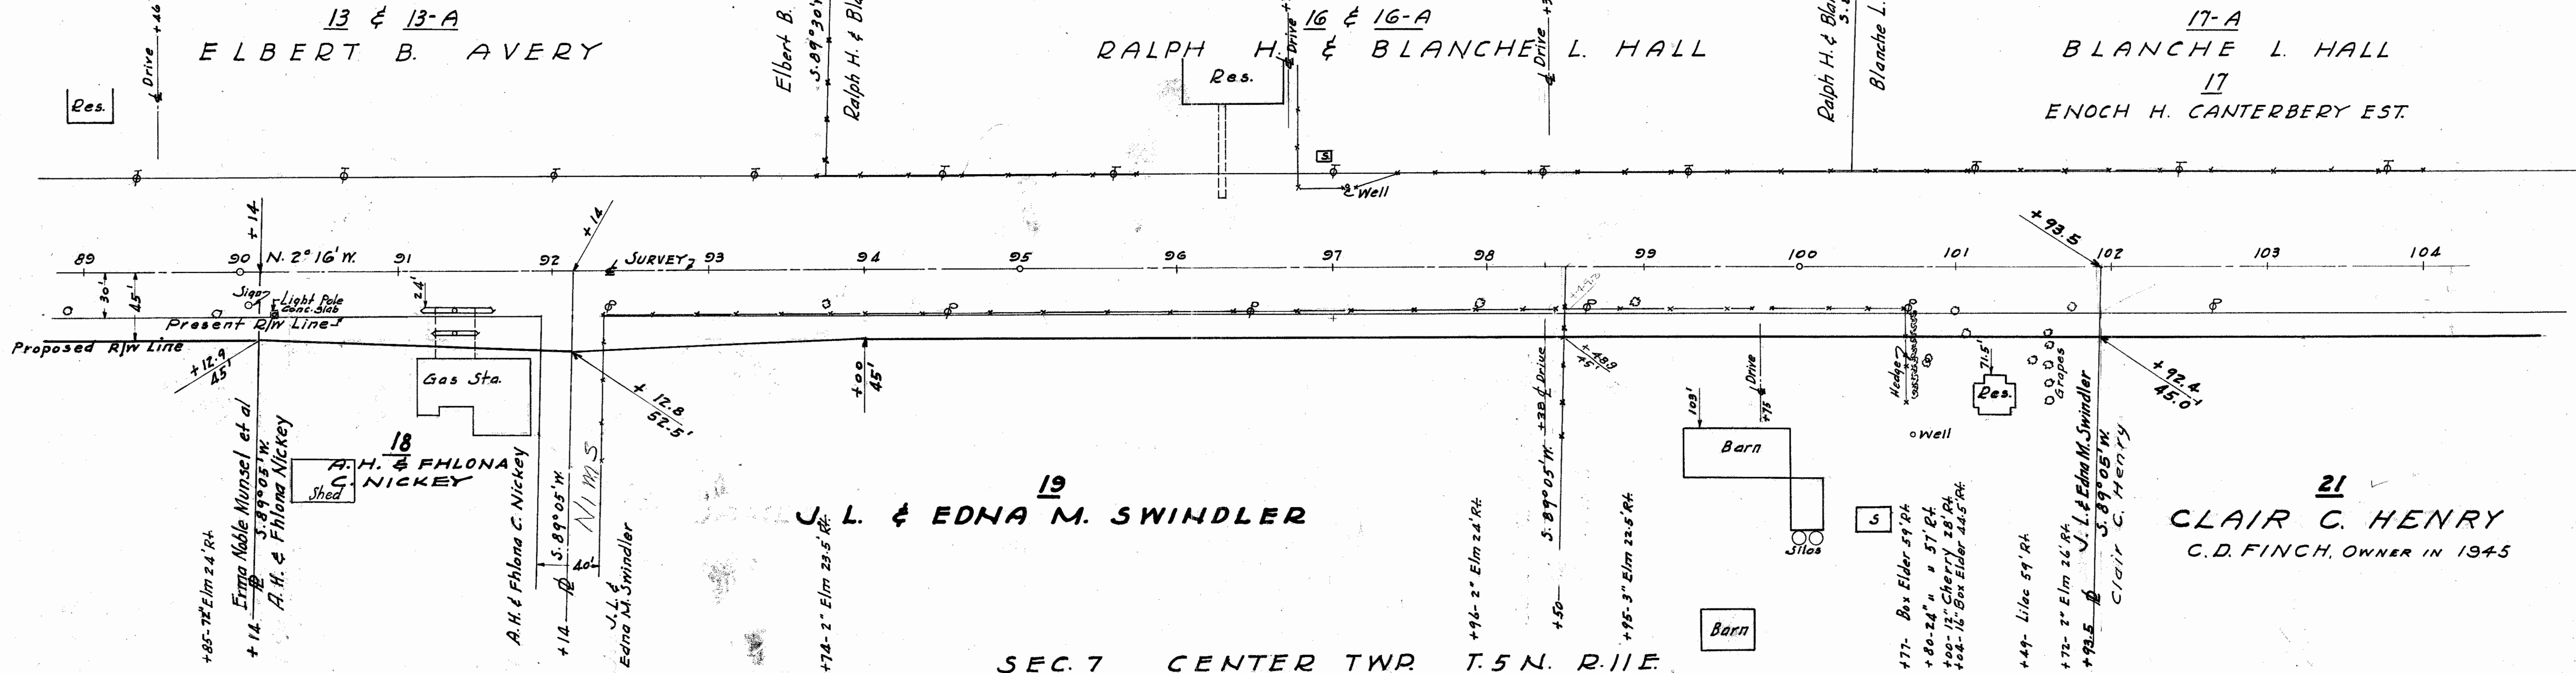 13 & 13-A
ELBERT B. AVERY
Res.
Drive +46
Elbert B.
S.89°30'
Ralph H. & Bla
16 & 16-A
RALPH H. & BLANCHE L. HALL
Res.
Drive
Drive
S
Well
Ralph H. & Blan
Blanche L.
17-A
BLANCHE L. HALL
17
ENOCH H. CANTERBERY EST.
+14
+14
+93.5
89 90 N. 2°16' W. 91 92 SURVEY 93 94 95 96 97 98 99 100 101 102 103 104
30'
45'
Sign
Light Pole
Conc. Slab
24'
Present R/W Line
Proposed R/W Line
+12.9
45'
Gas Sta.
+12.8
52.5'
+00
45'
+38 ¢ Drive
+48.9
45'
Drive
+75
103'
Barn
Silos
S
Barn
Hedge
Well
71.5'
Res.
Grapes
+92.4
45.0'
18
A. H. & FHLONA
C. NICKEY
Shed
19
J. L. & EDNA M. SWINDLER
21
CLAIR C. HENRY
C. D. FINCH, OWNER IN 1945
+85-72" Elm 24' Rt.
Erma Noble Munsel et al
+14 PL S.89°05' W.
A.H. & Fhlona Nickey
A.H. & Fhlona C. Nickey
+14 PL S.89°05' W.
NIMS
40'
J.L. &
Edna M. Swindler
+74-2" Elm 23.5' Rt.
+96-2" Elm 24' Rt.
+50 S.89°05' W.
+95-3" Elm 22.5' Rt.
+77- Box Elder 59' Rt.
+80-24" " " 57' Rt.
+00-12" Cherry 28' Rt.
+04-16" Box Elder 44.5' Rt.
+49- Lilac 59' Rt.
+72- 2" Elm 26' Rt.
J. L. & Edna M. Swindler
+93.5 PL S. 89°05' W.
Clair C. Henry
SEC. 7 CENTER TWP. T. 5 N. R. 11 E.